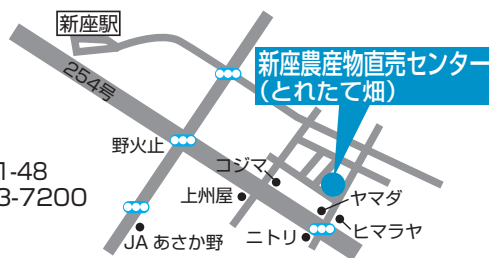 新座駅
254号
新座農産物直売センター
(とれたて畑)
野火止
コジマ
1-48
3-7200
上州屋
ヤマダ
JA あさか野
ニトリ
ヒマラヤ